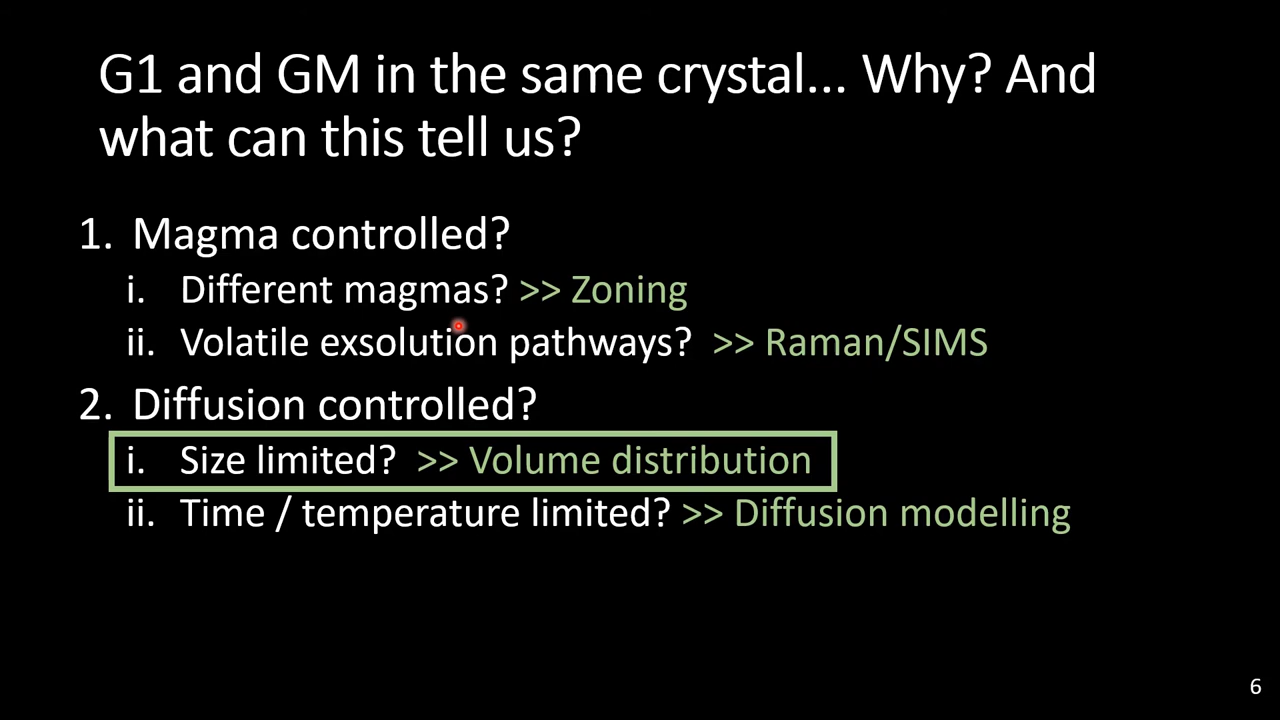 G1 and GM in the same crystal... Why? And
what can this tell us?
1. Magma controlled?
i. Different magmas? >> Zoning
ii. Volatile exsolution pathways? >> Raman/SIMS
2. Diffusion controlled?
i. Size limited? >> Volume distribution
ii. Time / temperature limited? >> Diffusion modelling
6